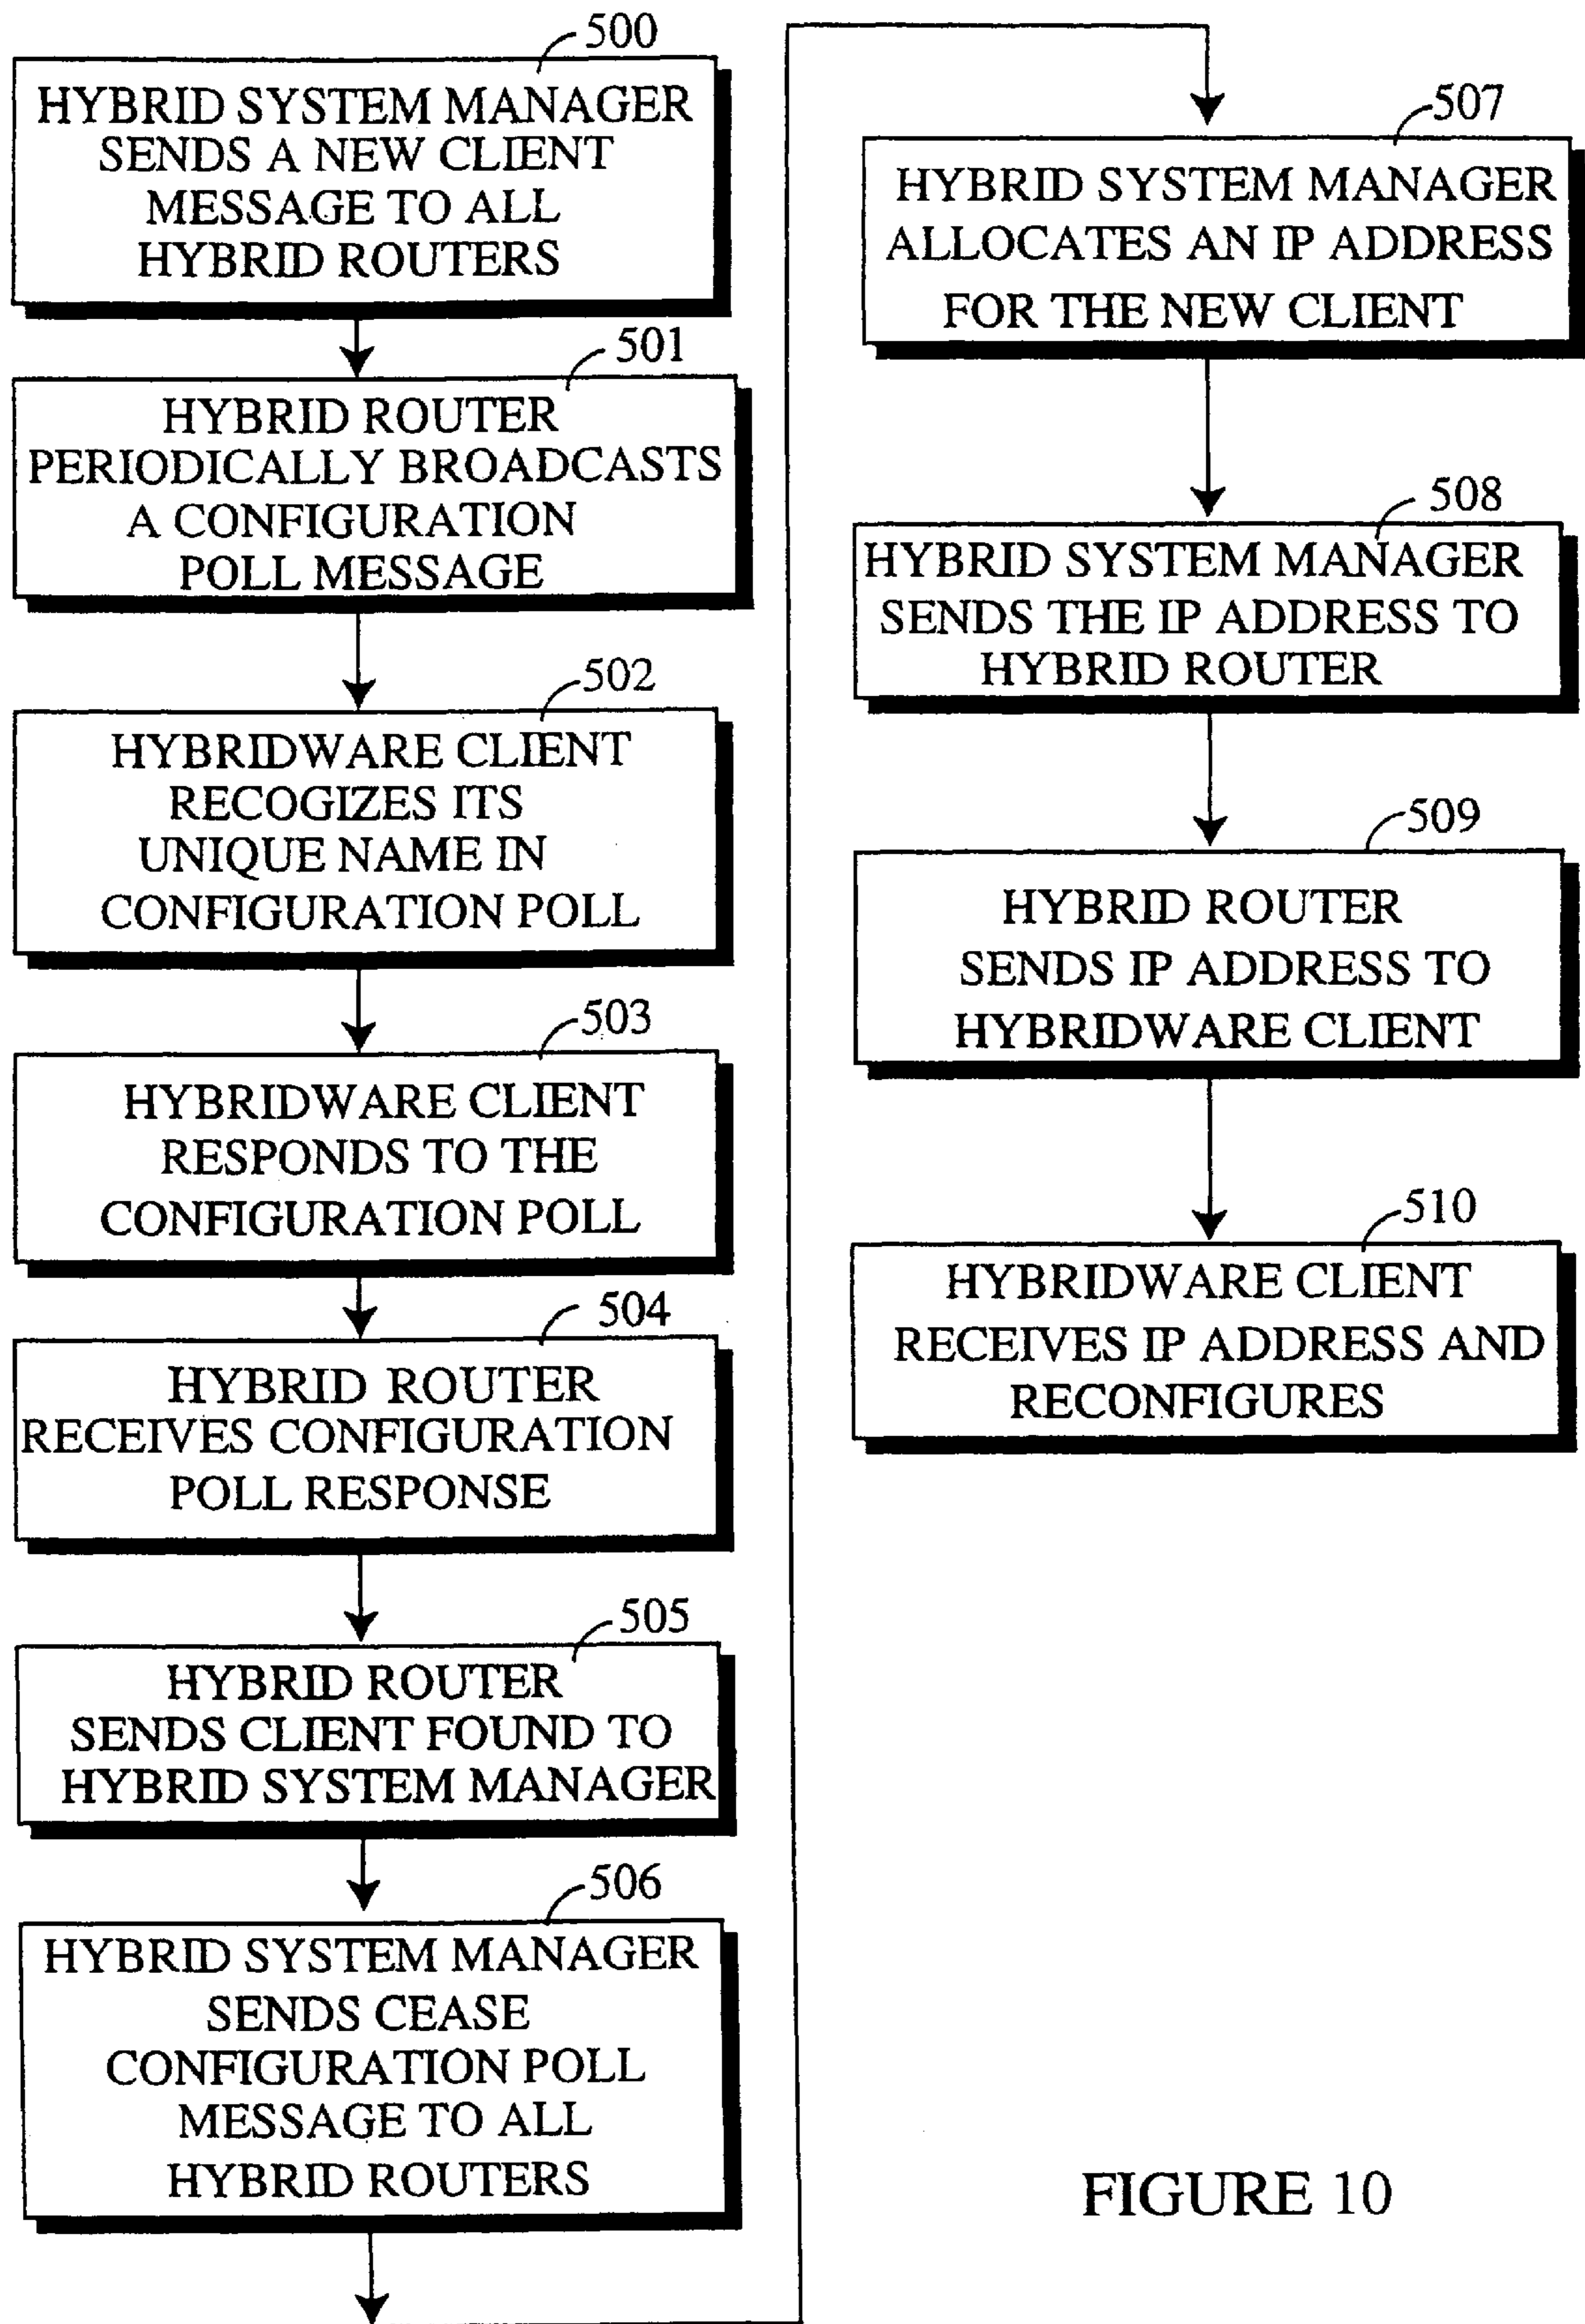 500
HYBRID SYSTEM MANAGER
SENDS A NEW CLIENT
MESSAGE TO ALL
HYBRID ROUTERS
501
HYBRID ROUTER
PERIODICALLY BROADCASTS
A CONFIGURATION
POLL MESSAGE
502
HYBRIDWARE CLIENT
RECOGIZES ITS
UNIQUE NAME IN
CONFIGURATION POLL
503
HYBRIDWARE CLIENT
RESPONDS TO THE
CONFIGURATION POLL
504
HYBRID ROUTER
RECEIVES CONFIGURATION
POLL RESPONSE
505
HYBRID ROUTER
SENDS CLIENT FOUND TO
HYBRID SYSTEM MANAGER
506
HYBRID SYSTEM MANAGER
SENDS CEASE
CONFIGURATION POLL
MESSAGE TO ALL
HYBRID ROUTERS
507
HYBRID SYSTEM MANAGER
ALLOCATES AN IP ADDRESS
FOR THE NEW CLIENT
508
HYBRID SYSTEM MANAGER
SENDS THE IP ADDRESS TO
HYBRID ROUTER
509
HYBRID ROUTER
SENDS IP ADDRESS TO
HYBRIDWARE CLIENT
510
HYBRIDWARE CLIENT
RECEIVES IP ADDRESS AND
RECONFIGURES
FIGURE 10